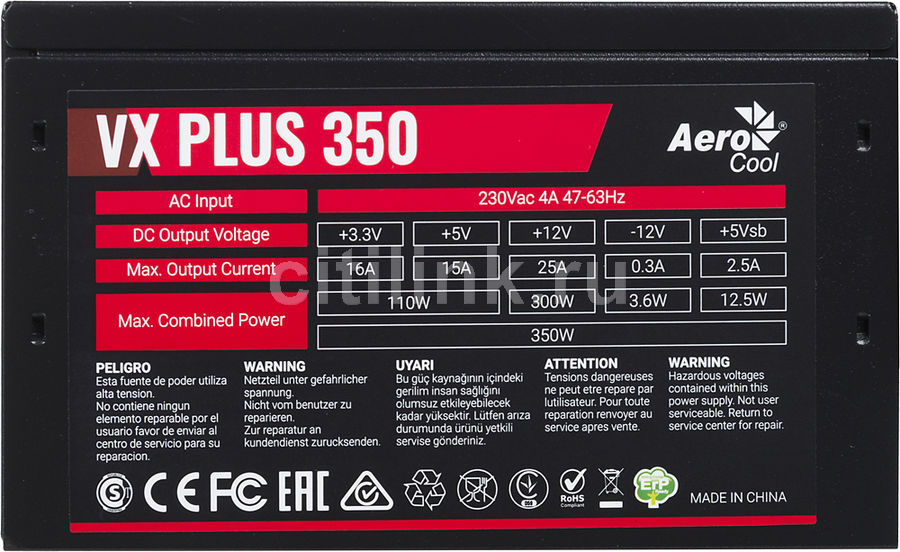 VX PLUS 350
Aero
Cool
®
AC Input 230Vac 4A 47-63Hz
DC Output Voltage +3.3V +5V +12V -12V +5Vsb
Max. Output Current 16A 15A 25A 0.3A 2.5A
Max. Combined Power 110W 300W 3.6W 12.5W
350W
citilink.ru
PELIGRO
Esta fuente de poder utiliza
alta tension.
No contiene ningun
elemento reparable por el
usuario favor de enviar al
centro de servicio para su
reparacion.
WARNING
Netzteil unter gefahrlicher
spannung.
Nicht vom benutzer zu
reparieren.
Zur reparatur an
kundendienst zurucksenden.
UYARI
Bu güç kaynağının içindeki
gerilim insan sağlığını
olumsuz etkileyebilecek
kadar yüksektir. Lütfen arıza
durumunda ürünü yetkili
servise gönderiniz.
ATTENTION
Tensions dangereuses
ne peut etre repare par
lutilisateur. Pour toute
reparation renvoyer au
service apres vente.
WARNING
Hazardous voltages
contained within this
power supply. Not user
serviceable. Return to
service center for repair.
S CE FC EAC RoHS
Compliant
ErP
MADE IN CHINA